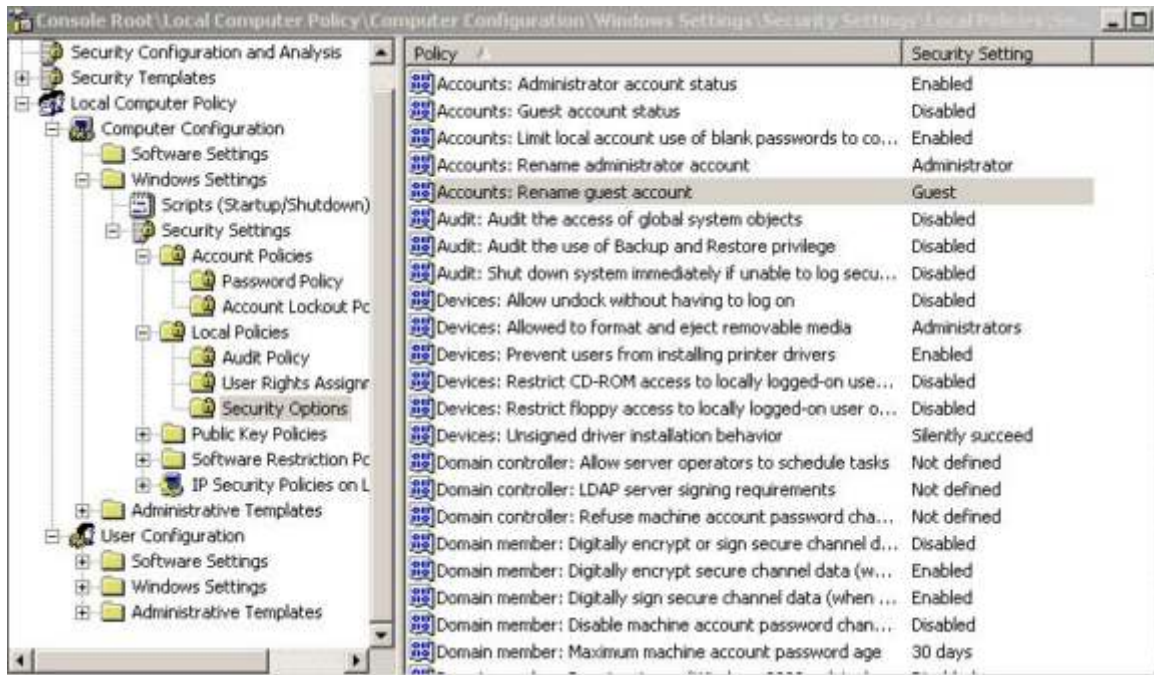 Console Root\Local Computer Policy\Computer Configuration\Windows Settings\Security Settings\Local Policies\Se...
Security Configuration and Analysis
Security Templates
Local Computer Policy
Computer Configuration
Software Settings
Windows Settings
Scripts (Startup/Shutdown)
Security Settings
Account Policies
Password Policy
Account Lockout Pc
Local Policies
Audit Policy
User Rights Assignr
Security Options
Public Key Policies
Software Restriction Pc
IP Security Policies on L
Administrative Templates
User Configuration
Software Settings
Windows Settings
Administrative Templates
Policy Security Setting
Accounts: Administrator account status Enabled
Accounts: Guest account status Disabled
Accounts: Limit local account use of blank passwords to co... Enabled
Accounts: Rename administrator account Administrator
Accounts: Rename guest account Guest
Audit: Audit the access of global system objects Disabled
Audit: Audit the use of Backup and Restore privilege Disabled
Audit: Shut down system immediately if unable to log secu... Disabled
Devices: Allow undock without having to log on Disabled
Devices: Allowed to format and eject removable media Administrators
Devices: Prevent users from installing printer drivers Enabled
Devices: Restrict CD-ROM access to locally logged-on use... Disabled
Devices: Restrict floppy access to locally logged-on user o... Disabled
Devices: Unsigned driver installation behavior Silently succeed
Domain controller: Allow server operators to schedule tasks Not defined
Domain controller: LDAP server signing requirements Not defined
Domain controller: Refuse machine account password cha... Not defined
Domain member: Digitally encrypt or sign secure channel d... Disabled
Domain member: Digitally encrypt secure channel data (w... Enabled
Domain member: Digitally sign secure channel data (when ... Enabled
Domain member: Disable machine account password chan... Disabled
Domain member: Maximum machine account password age 30 days